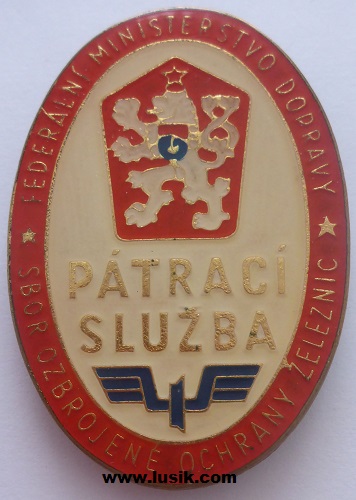 FEDERÁLNÍ MINISTERSTVO DOPRAVY
PÁTRACÍ
SLUŽBA
SBOR OZBROJENÉ OCHRANY ŽELEZNIC
www.lusik.com